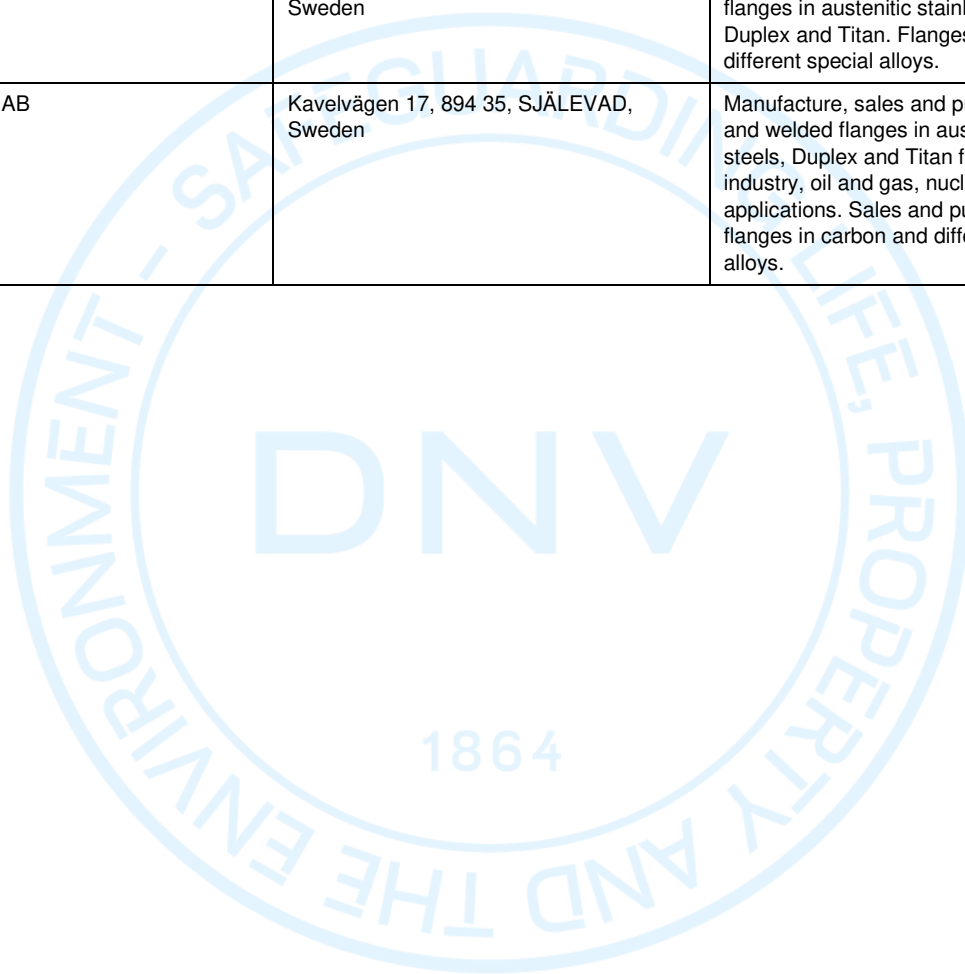 Sweden
flanges in austenitic stainl
Duplex and Titan. Flanges
different special alloys.
AB
Kavelvägen 17, 894 35, SJÄLEVAD,
Sweden
Manufacture, sales and pu
and welded flanges in aus
steels, Duplex and Titan f
industry, oil and gas, nucl
applications. Sales and pu
flanges in carbon and diffe
alloys.
SAFEGUARDING LIFE, PROPERTY AND THE ENVIRONMENT –
DNV
1864